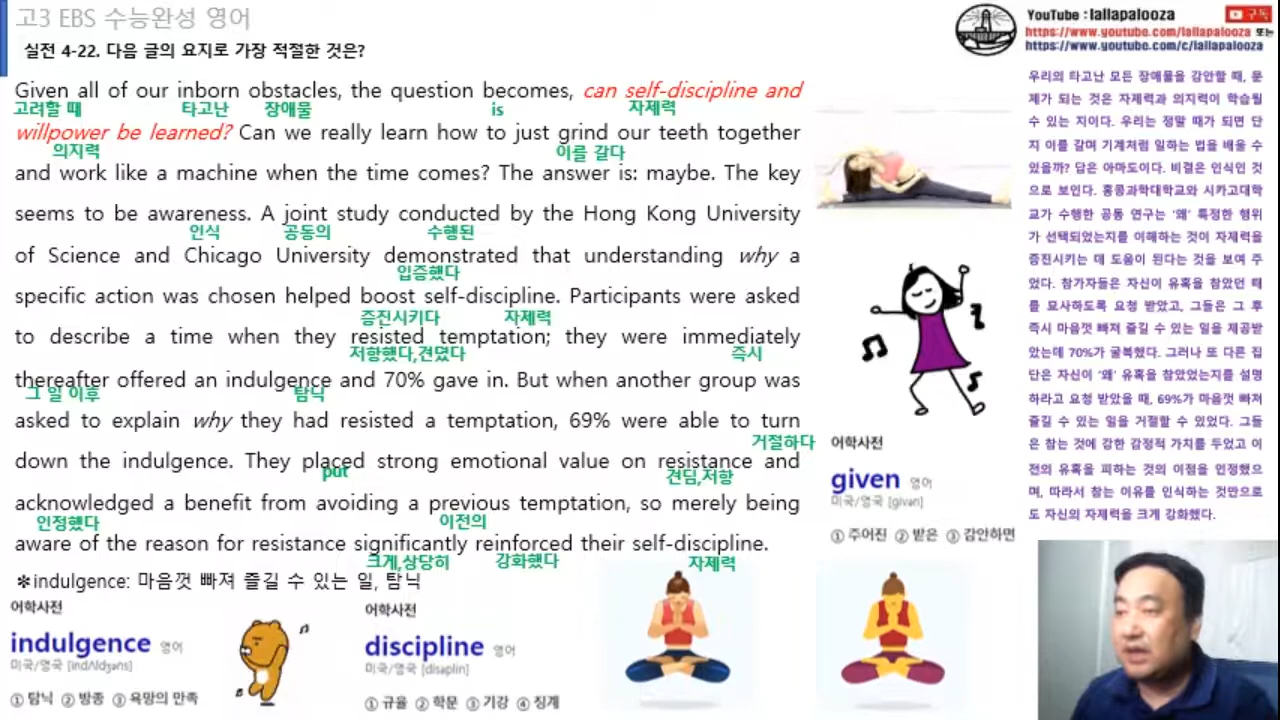 고3 EBS 수능완성 영어
실전 4-22. 다음 글의 요지로 가장 적절한 것은?
Given all of our inborn obstacles, the question becomes, can self-discipline and
고려할 때 타고난 장애물 is 자제력
willpower be learned? Can we really learn how to just grind our teeth together
의지력 이를 갈다
and work like a machine when the time comes? The answer is: maybe. The key
seems to be awareness. A joint study conducted by the Hong Kong University
인식 공동의 수행된
of Science and Chicago University demonstrated that understanding why a
입증했다
specific action was chosen helped boost self-discipline. Participants were asked
증진시키다 자제력
to describe a time when they resisted temptation; they were immediately
저항했다,견뎠다 즉시
thereafter offered an indulgence and 70% gave in. But when another group was
그 일 이후 탐닉
asked to explain why they had resisted a temptation, 69% were able to turn
거절하다
down the indulgence. They placed strong emotional value on resistance and
put 견딤,저항
acknowledged a benefit from avoiding a previous temptation, so merely being
인정했다 이전의
aware of the reason for resistance significantly reinforced their self-discipline.
크게,상당히 강화했다 자제력
*indulgence: 마음껏 빠져 즐길 수 있는 일, 탐닉
어학사전
indulgence 영어
미국/영국 [indʌldʒəns]
① 탐닉 ② 방종 ③ 욕망의 만족
어학사전
discipline 영어
미국/영국 [disəplin]
① 규율 ② 학문 ③ 기강 ④ 징계
어학사전
given 영어
미국/영국 [givən]
① 주어진 ② 받은 ③ 감안하면
YouTube : lallapalooza
구독
https://www.youtube.com/lallapalooza 또는
https://www.youtube.com/c/lallapalooza
우리의 타고난 모든 장애물을 감안할 때, 문
제가 되는 것은 자제력과 의지력이 학습될
수 있는 지이다. 우리는 정말 때가 되면 단
지 이를 갈며 기계처럼 일하는 법을 배울 수
있을까? 답은 아마도이다. 비결은 인식인 것
으로 보인다. 홍콩과학대학교와 시카고대학
교가 수행한 공동 연구는 ‘왜’ 특정한 행위
가 선택되었는지를 이해하는 것이 자제력을
증진시키는 데 도움이 된다는 것을 보여 주
었다. 참가자들은 자신이 유혹을 참았던 때
를 묘사하도록 요청 받았고, 그들은 그 후
즉시 마음껏 빠져 즐길 수 있는 일을 제공받
았는데 70%가 굴복했다. 그러나 또 다른 집
단은 자신이 ‘왜’ 유혹을 참았었는지를 설명
하라고 요청 받았을 때, 69%가 마음껏 빠져
즐길 수 있는 일을 거절할 수 있었다. 그들
은 참는 것에 강한 감정적 가치를 두었고 이
전의 유혹을 피하는 것의 이점을 인정했으
며, 따라서 참는 이유를 인식하는 것만으로
도 자신의 자제력을 크게 강화했다.